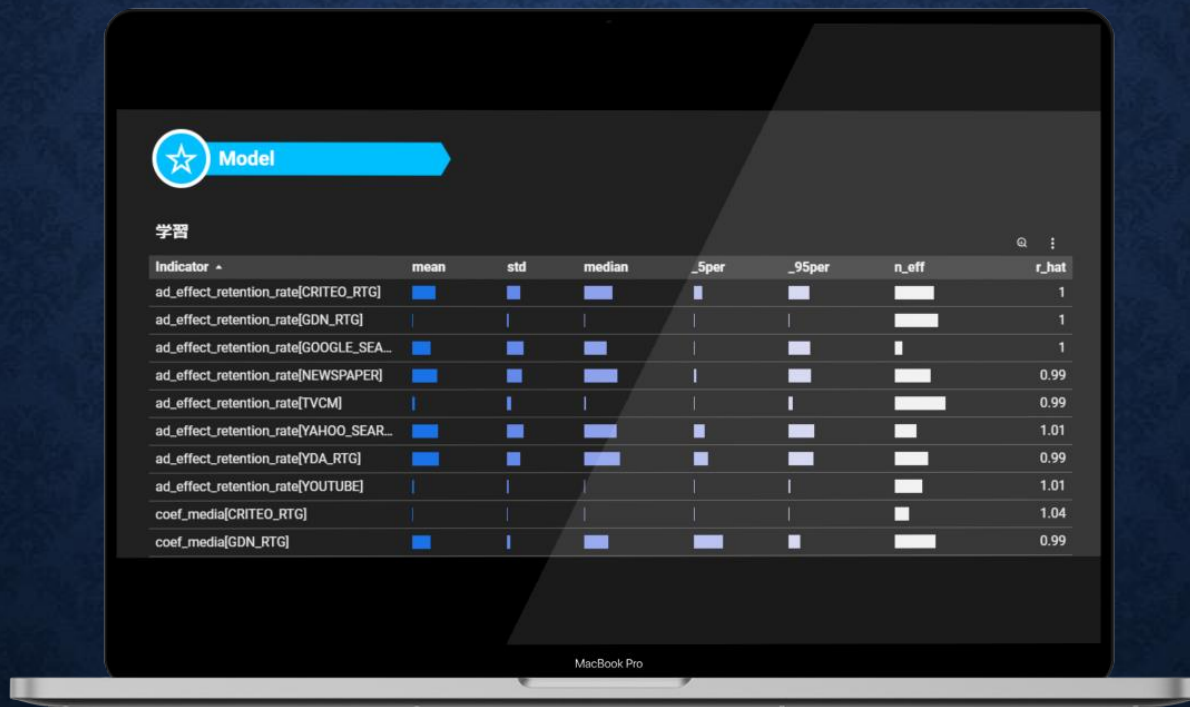 Model
学習
Indicator mean std median _5per _95per n_eff r_hat
ad_effect_retention_rate[CRITEO_RTG] 1
ad_effect_retention_rate[GDN_RTG] 1
ad_effect_retention_rate[GOOGLE_SEA... 1
ad_effect_retention_rate[NEWSPAPER] 0.99
ad_effect_retention_rate[TVCM] 0.99
ad_effect_retention_rate[YAHOO_SEAR... 1.01
ad_effect_retention_rate[YDA_RTG] 0.99
ad_effect_retention_rate[YOUTUBE] 1.01
coef_media[CRITEO_RTG] 1.04
coef_media[GDN_RTG] 0.99
MacBook Pro